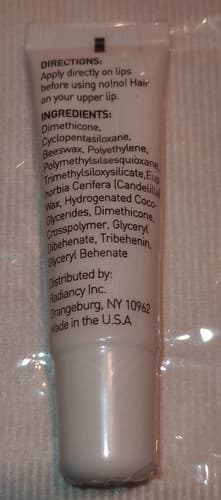 DIRECTIONS:
Apply directly on lips
before using no!no! Hair
on your upper lip.
INGREDIENTS:
Dimethicone,
Cyclopentasiloxane,
Beeswax, Polyethylene,
Polymethylsilsesquioxane,
Trimethylsiloxysilicate,Eup
horbia Cerifera (Candelilla)
Wax, Hydrogenated Coco-
Glycerides, Dimethicone,
Crosspolymer, Glyceryl
Dibehenate, Tribehenin,
Glyceryl Behenate
Distributed by:
Radiancy Inc.
Orangeburg, NY 10962
Made in the U.S.A